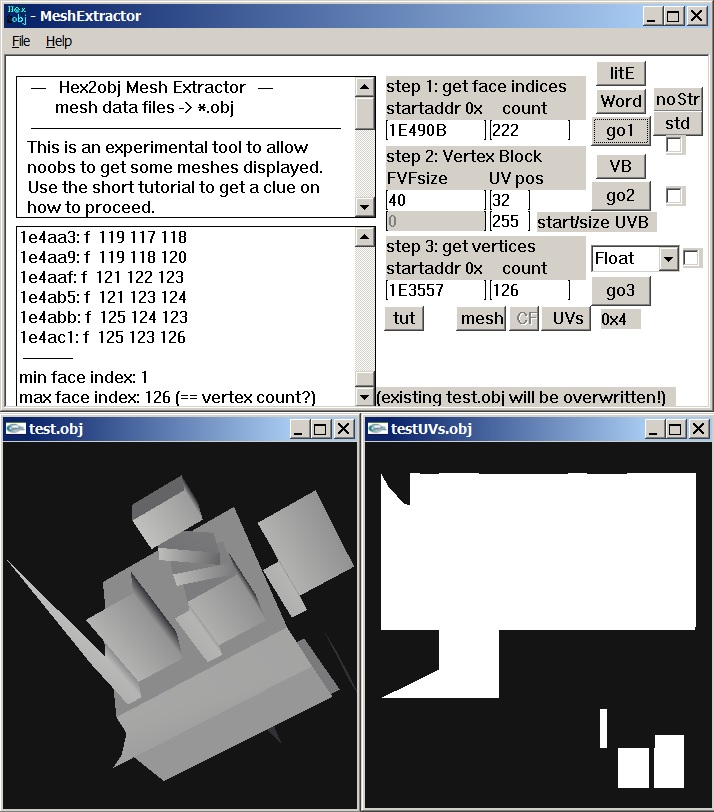 Hex
obj - MeshExtractor
File Help
— Hex2obj Mesh Extractor —
mesh data files -> *.obj
This is an experimental tool to allow
noobs to get some meshes displayed.
Use the short tutorial to get a clue on
how to proceed.
1e4aa3: f 119 117 118
1e4aa9: f 119 118 120
1e4aaf: f 121 122 123
1e4ab5: f 121 123 124
1e4abb: f 125 124 123
1e4ac1: f 125 123 126
min face index: 1
max face index: 126 (== vertex count?)
step 1: get face indices
startaddr 0x count
1E490B 222
litE
Word noStr
go1 std
step 2: Vertex Block
FVFsize UV pos
40 32
0 255 start/size UVB
VB
go2
step 3: get vertices
startaddr 0x count
1E3557 126
Float
go3
tut mesh CF UVs 0x4
(existing test.obj will be overwritten!)
test.obj
testUVs.obj